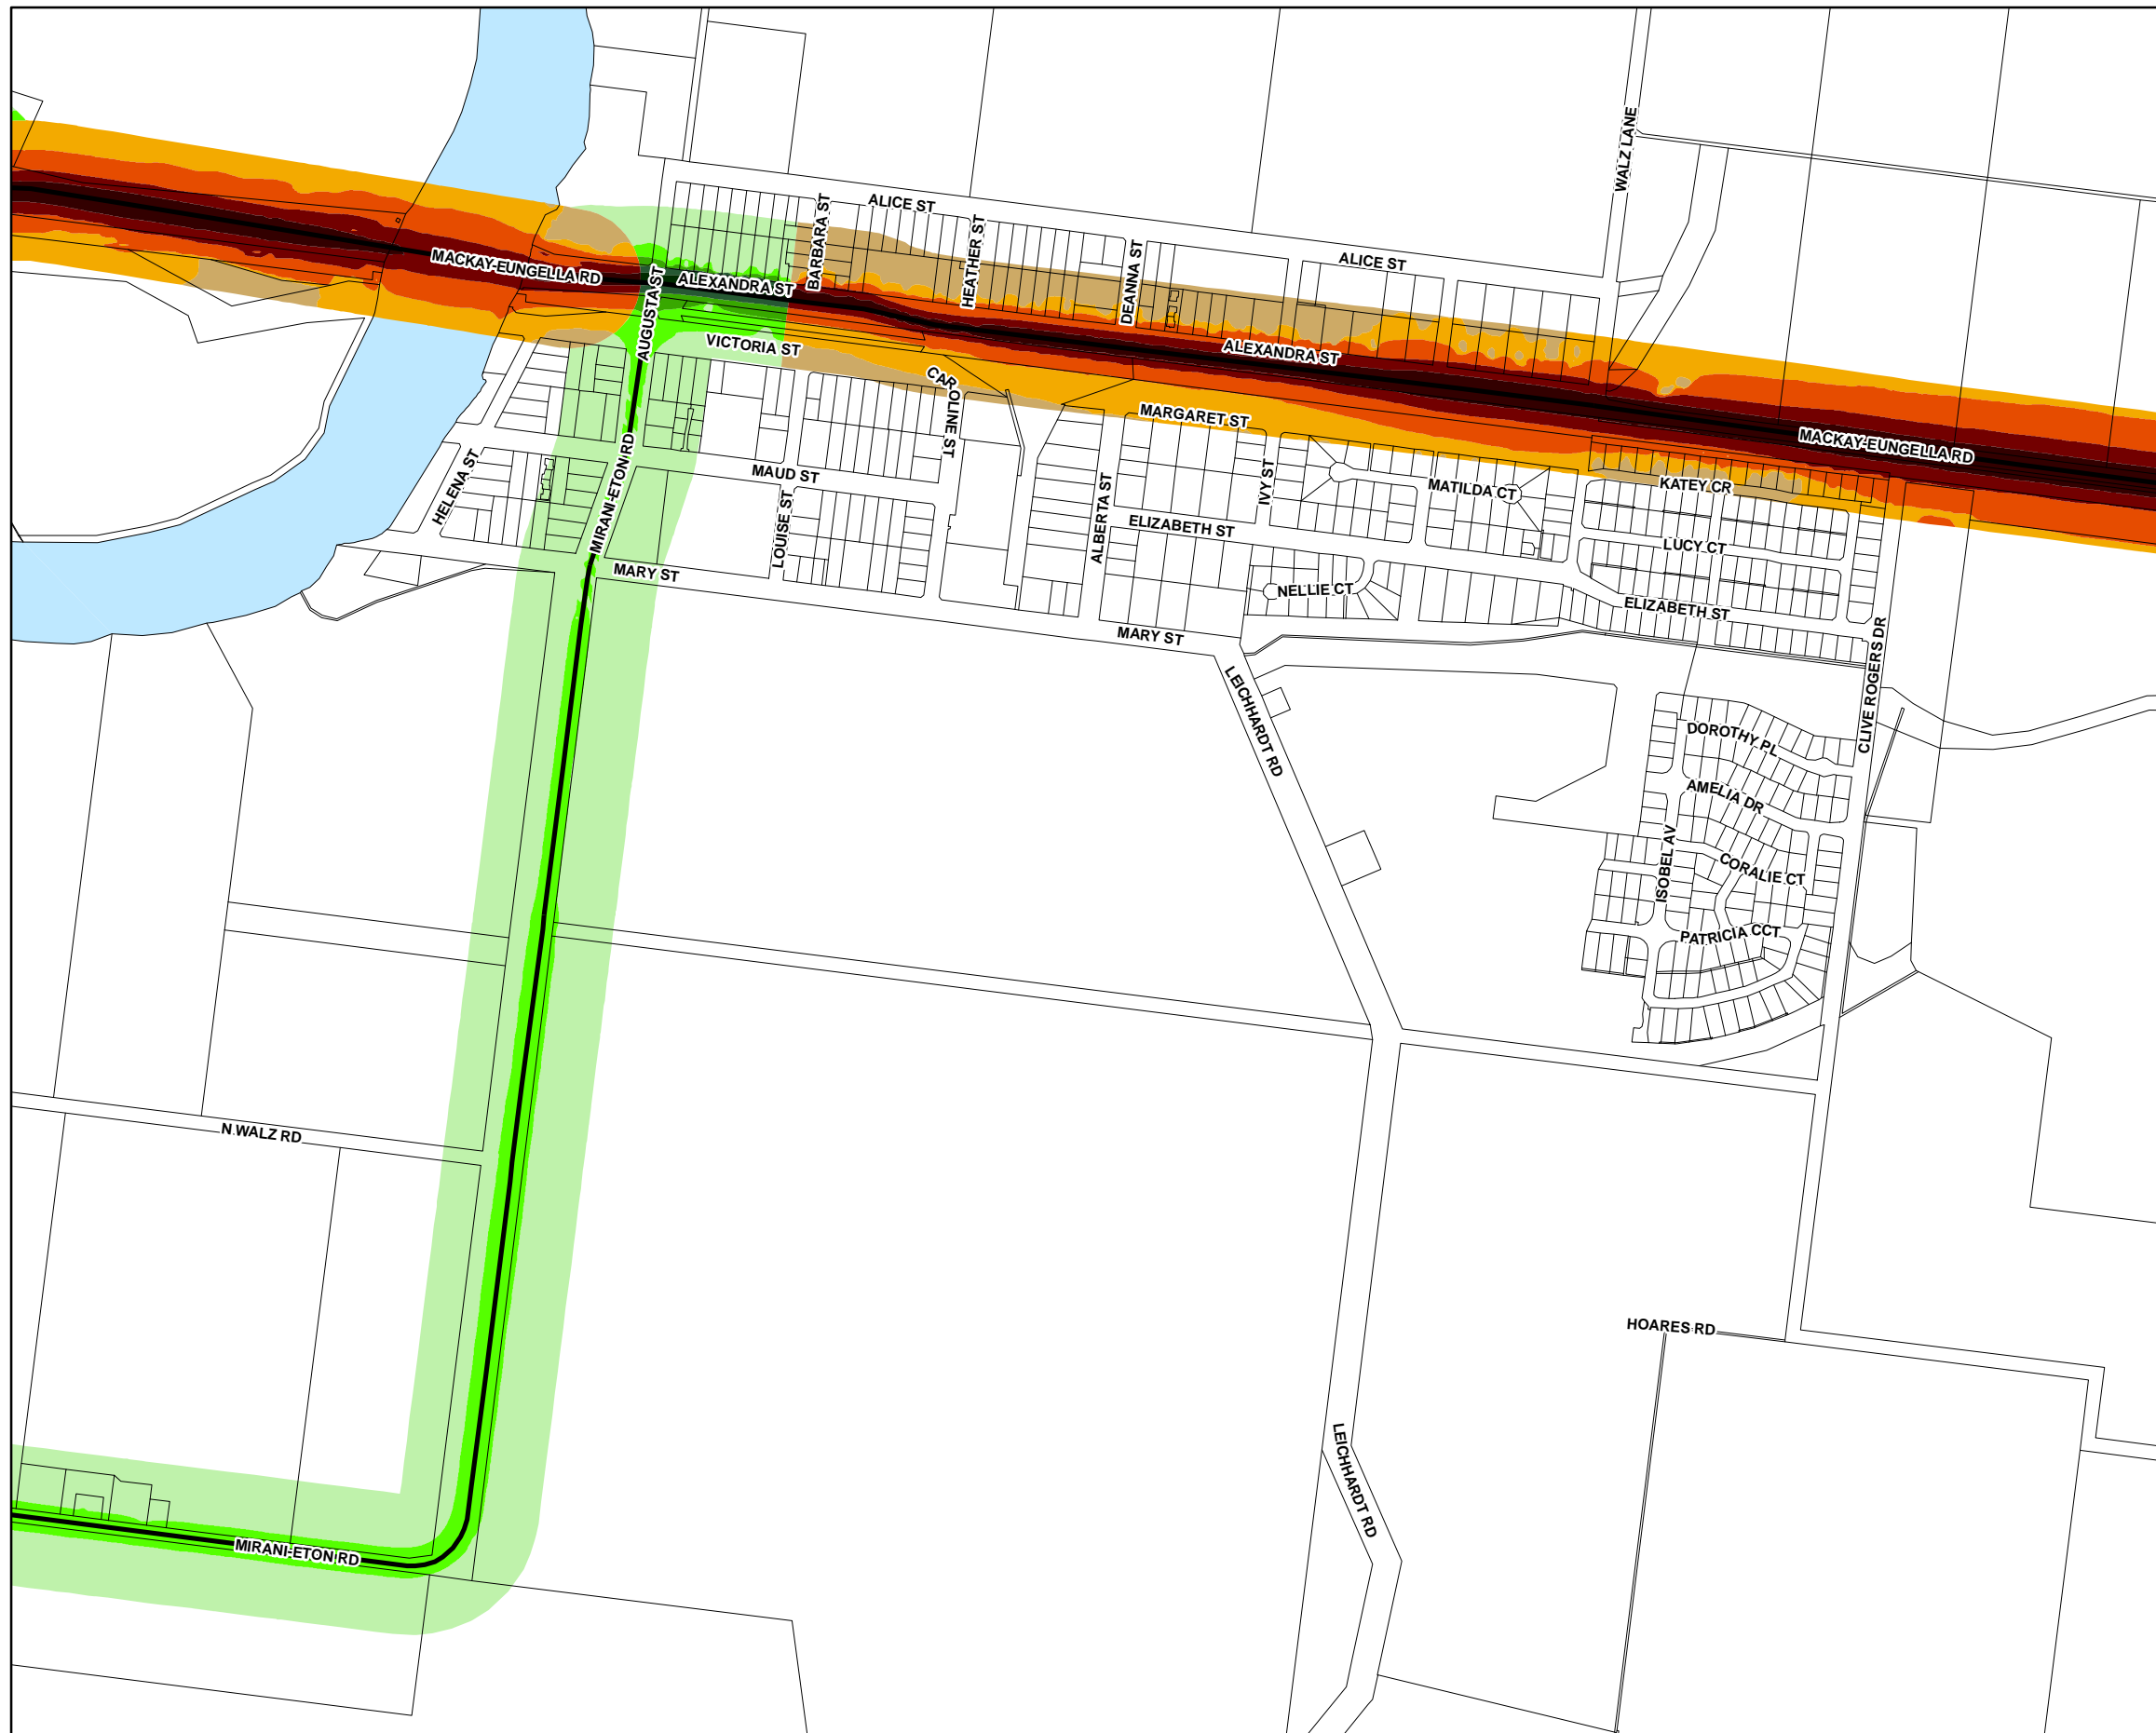 WALZ LANE
ALICE ST
BARBARA ST
HEATHER ST
DEANNA ST
ALICE ST
MACKAY-EUNGELLA RD
AUGUSTA ST
ALEXANDRA ST
VICTORIA ST
ALEXANDRA ST
CAROLINE ST
MARGARET ST
MACKAY-EUNGELLA RD
HELENA ST
MIRANI-ETON RD
MAUD ST
LOUISE ST
ALBERTA ST
IVY ST
MATILDA CT
KATEY CR
ELIZABETH ST
LUCY CT
MARY ST
NELLIE CT
ELIZABETH ST
MARY ST
CLIVE ROGERS DR
LEICHHARDT RD
DOROTHY PL
AMELIA DR
ISOBEL AV
CORALIE CT
PATRICIA CCT
N WALZ RD
HOARES RD
LEICHHARDT RD
MIRANI-ETON RD